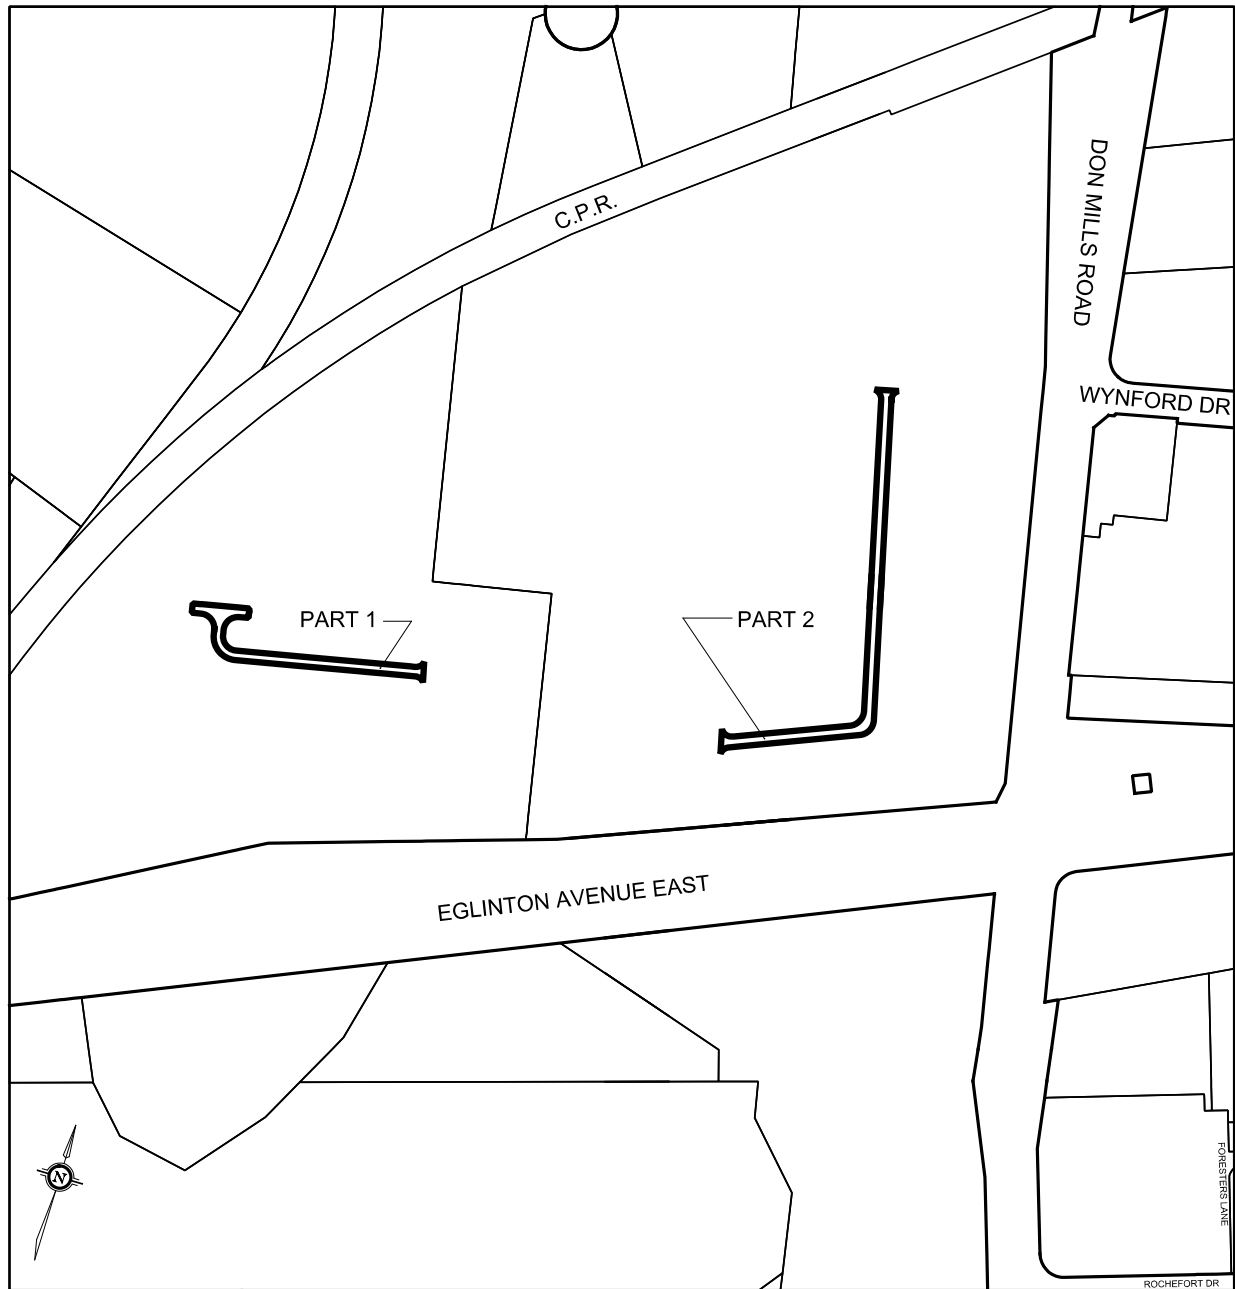 C.P.R.
DON MILLS ROAD
WYNFORD DR
PART 1
PART 2
EGLINTON AVENUE EAST
N
FORESTERS LANE
ROCHEFORT DR